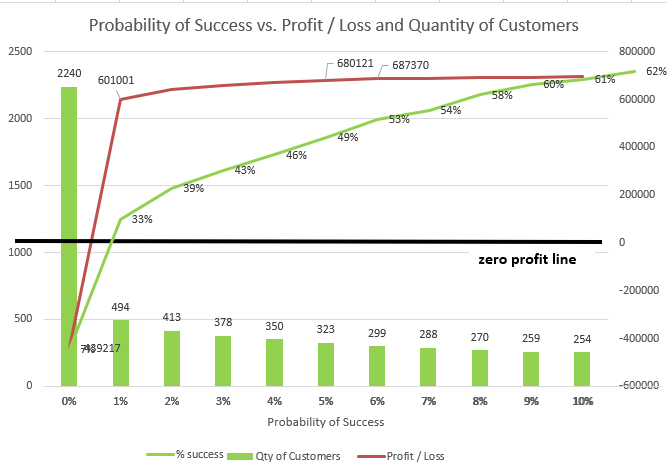 Probability of Success vs. Profit / Loss and Quantity of Customers
2500 800000
2240 680121 687370
601001 62%
60% 61%
2000 58% 600000
53% 54%
49%
46% 400000
43%
1500 39%
33% 200000
0
1000 zero profit line
-200000
500 494 413 378 350 323 299 288 270 259 254
7% -439217 -400000
0 -600000
0% 1% 2% 3% 4% 5% 6% 7% 8% 9% 10%
Probability of Success
% success Qty of Customers Profit / Loss